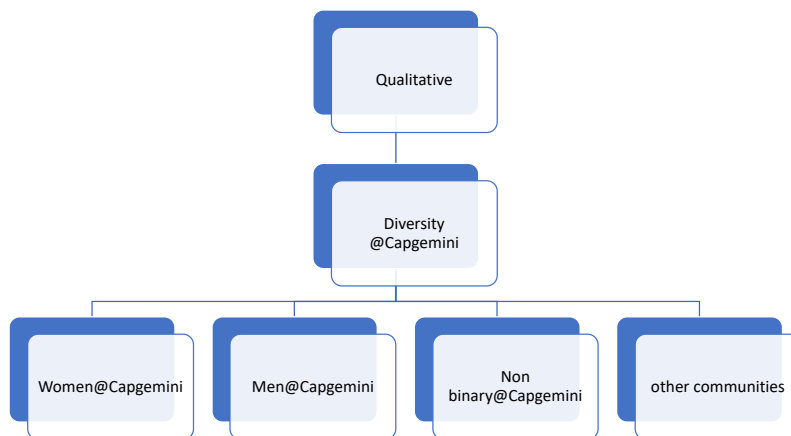 Qualitative
Diversity
@Capgemini
Women@Capgemini
Men@Capgemini
Non
binary@Capgemini
other communities